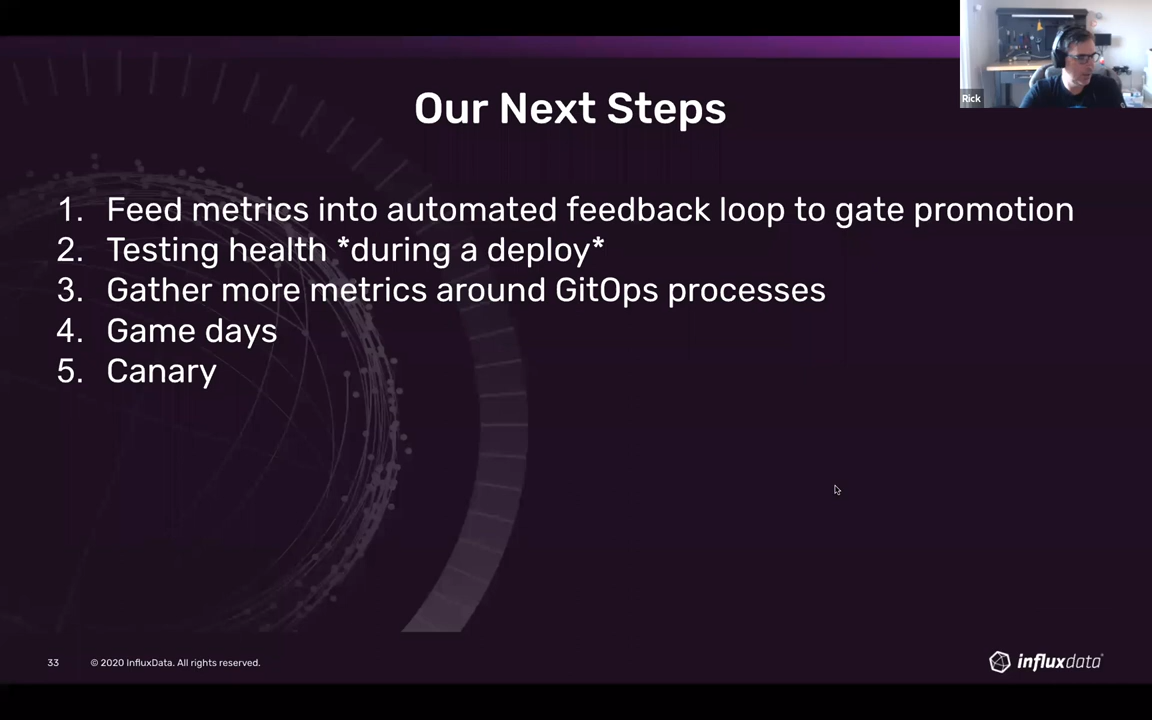 Rick
Our Next Steps
1. Feed metrics into automated feedback loop to gate promotion
2. Testing health *during a deploy*
3. Gather more metrics around GitOps processes
4. Game days
5. Canary
33 © 2020 InfluxData. All rights reserved.
influxdata®